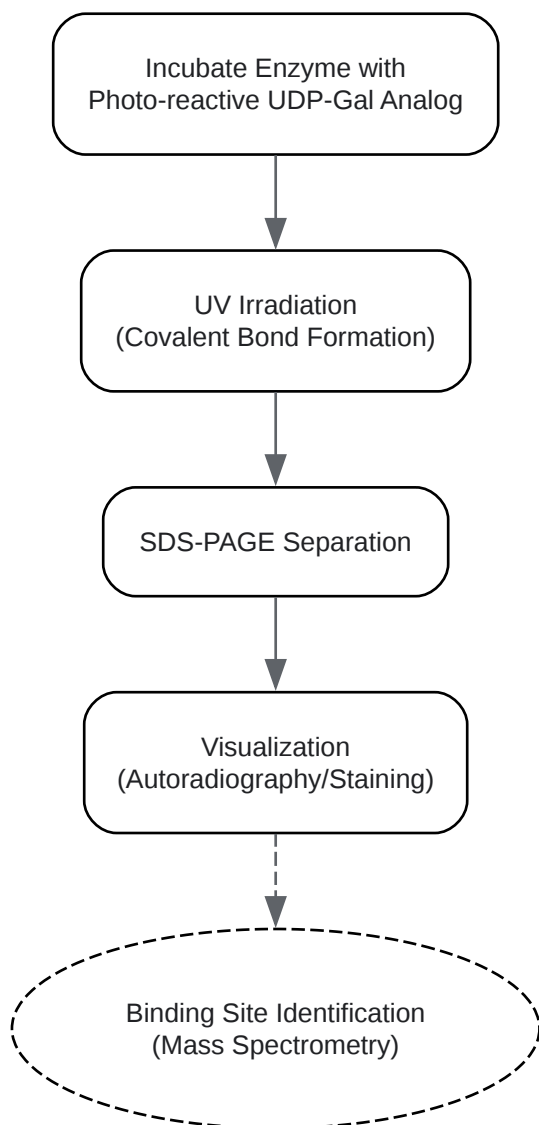 Incubate Enzyme with
Photo-reactive UDP-Gal Analog
UV Irradiation
(Covalent Bond Formation)
SDS-PAGE Separation
Visualization
(Autoradiography/Staining)
Binding Site Identification
(Mass Spectrometry)